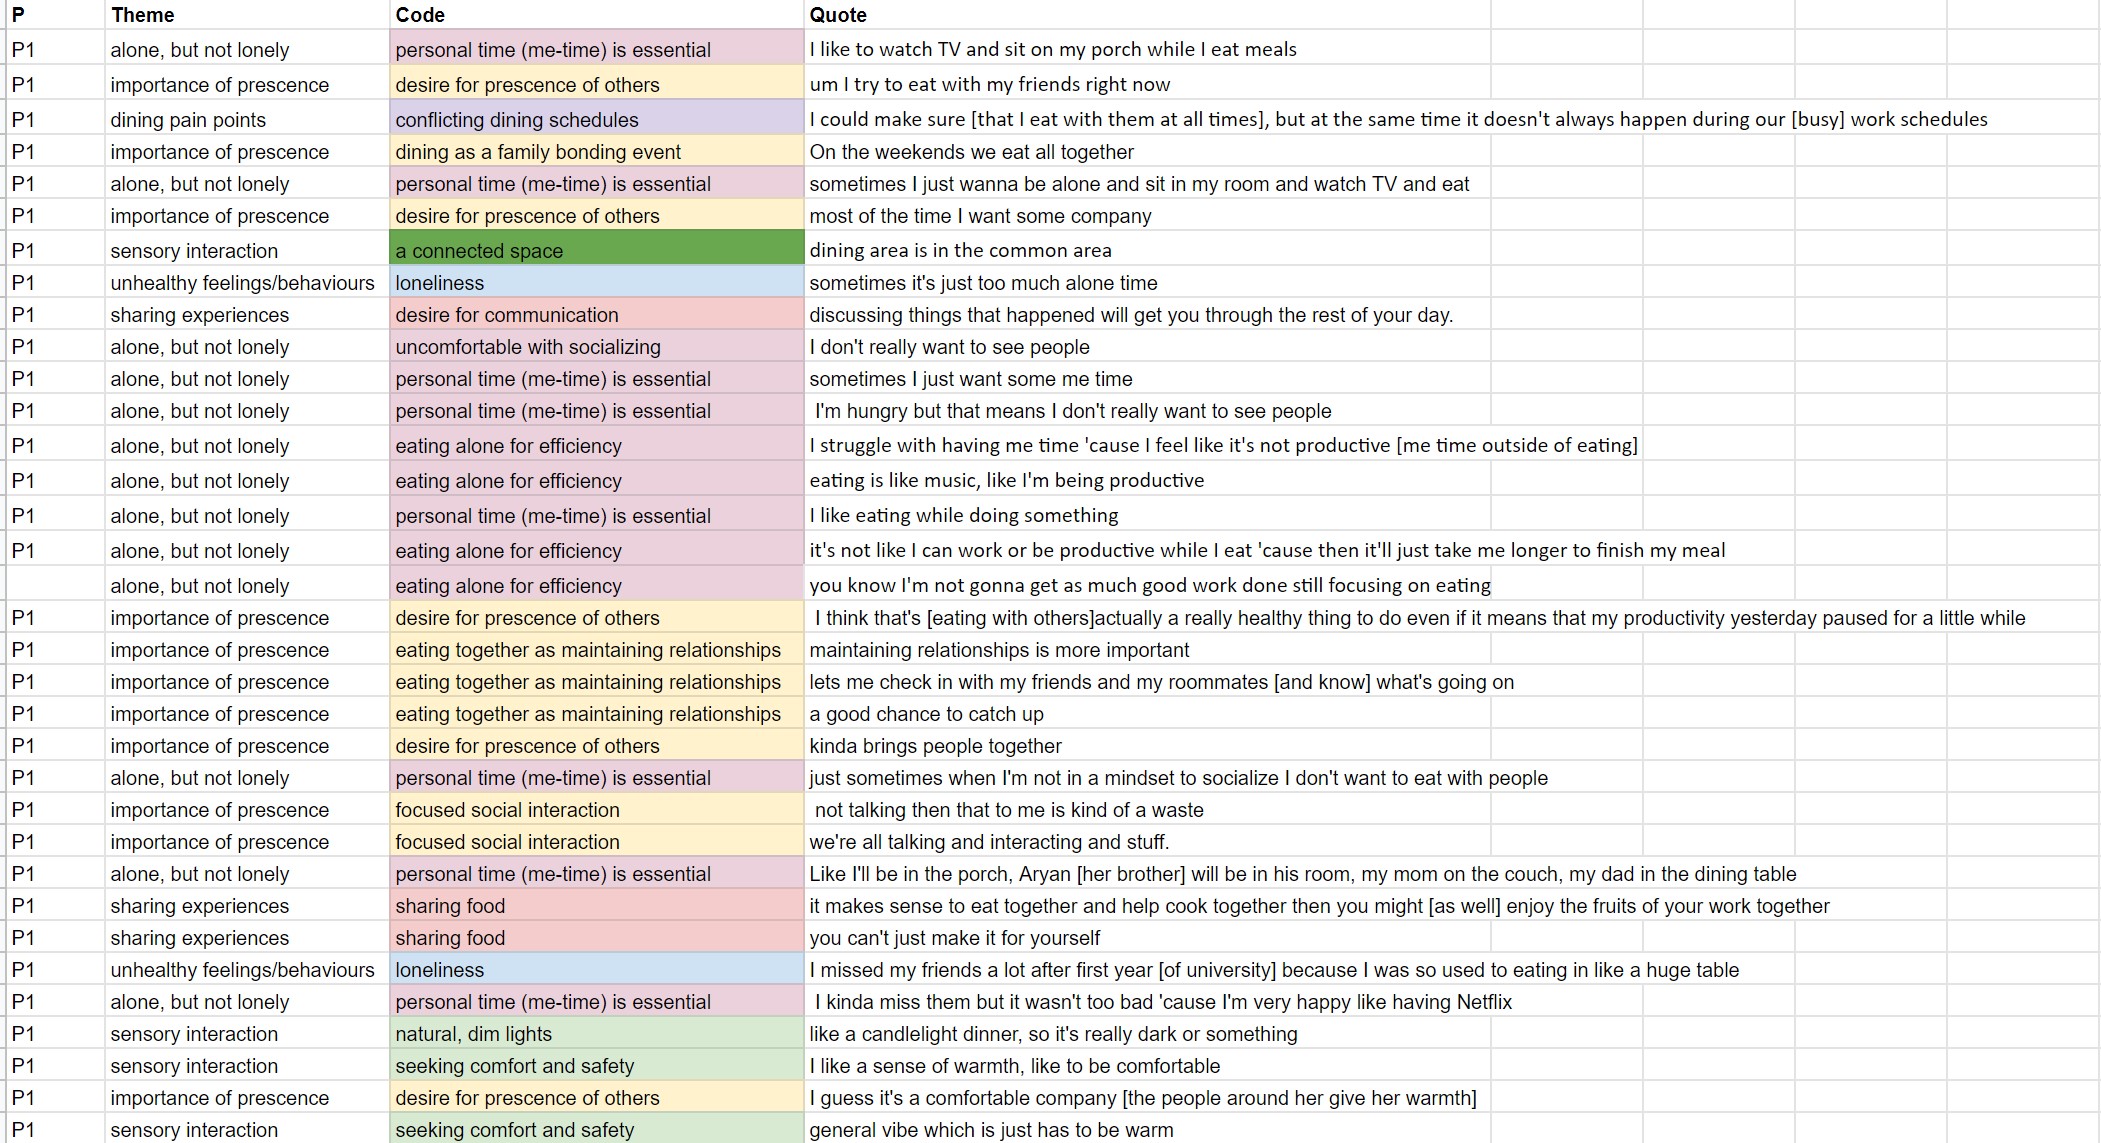 P Theme Code Quote
P1 alone, but not lonely personal time (me-time) is essential I like to watch TV and sit on my porch while I eat meals
P1 importance of prescence desire for prescence of others um I try to eat with my friends right now
P1 dining pain points conflicting dining schedules I could make sure [that I eat with them at all times], but at the same time it doesn't always happen during our [busy] work schedules
P1 importance of prescence dining as a family bonding event On the weekends we eat all together
P1 alone, but not lonely personal time (me-time) is essential sometimes I just wanna be alone and sit in my room and watch TV and eat
P1 importance of prescence desire for prescence of others most of the time I want some company
P1 sensory interaction a connected space dining area is in the common area
P1 unhealthy feelings/behaviours loneliness sometimes it's just too much alone time
P1 sharing experiences desire for communication discussing things that happened will get you through the rest of your day.
P1 alone, but not lonely uncomfortable with socializing I don't really want to see people
P1 alone, but not lonely personal time (me-time) is essential sometimes I just want some me time
P1 alone, but not lonely personal time (me-time) is essential I'm hungry but that means I don't really want to see people
P1 alone, but not lonely eating alone for efficiency I struggle with having me time 'cause I feel like it's not productive [me time outside of eating]
P1 alone, but not lonely eating alone for efficiency eating is like music, like I'm being productive
P1 alone, but not lonely personal time (me-time) is essential I like eating while doing something
P1 alone, but not lonely eating alone for efficiency it's not like I can work or be productive while I eat 'cause then it'll just take me longer to finish my meal
alone, but not lonely eating alone for efficiency you know I'm not gonna get as much good work done still focusing on eating
P1 importance of prescence desire for prescence of others I think that's [eating with others]actually a really healthy thing to do even if it means that my productivity yesterday paused for a little while
P1 importance of prescence eating together as maintaining relationships maintaining relationships is more important
P1 importance of prescence eating together as maintaining relationships lets me check in with my friends and my roommates [and know] what's going on
P1 importance of prescence eating together as maintaining relationships a good chance to catch up
P1 importance of prescence desire for prescence of others kinda brings people together
P1 alone, but not lonely personal time (me-time) is essential just sometimes when I'm not in a mindset to socialize I don't want to eat with people
P1 importance of prescence focused social interaction not talking then that to me is kind of a waste
P1 importance of prescence focused social interaction we're all talking and interacting and stuff.
P1 alone, but not lonely personal time (me-time) is essential Like I'll be in the porch, Aryan [her brother] will be in his room, my mom on the couch, my dad in the dining table
P1 sharing experiences sharing food it makes sense to eat together and help cook together then you might [as well] enjoy the fruits of your work together
P1 sharing experiences sharing food you can't just make it for yourself
P1 unhealthy feelings/behaviours loneliness I missed my friends a lot after first year [of university] because I was so used to eating in like a huge table
P1 alone, but not lonely personal time (me-time) is essential I kinda miss them but it wasn't too bad 'cause I'm very happy like having Netflix
P1 sensory interaction natural, dim lights like a candlelight dinner, so it's really dark or something
P1 sensory interaction seeking comfort and safety I like a sense of warmth, like to be comfortable
P1 importance of prescence desire for prescence of others I guess it's a comfortable company [the people around her give her warmth]
P1 sensory interaction seeking comfort and safety general vibe which is just has to be warm